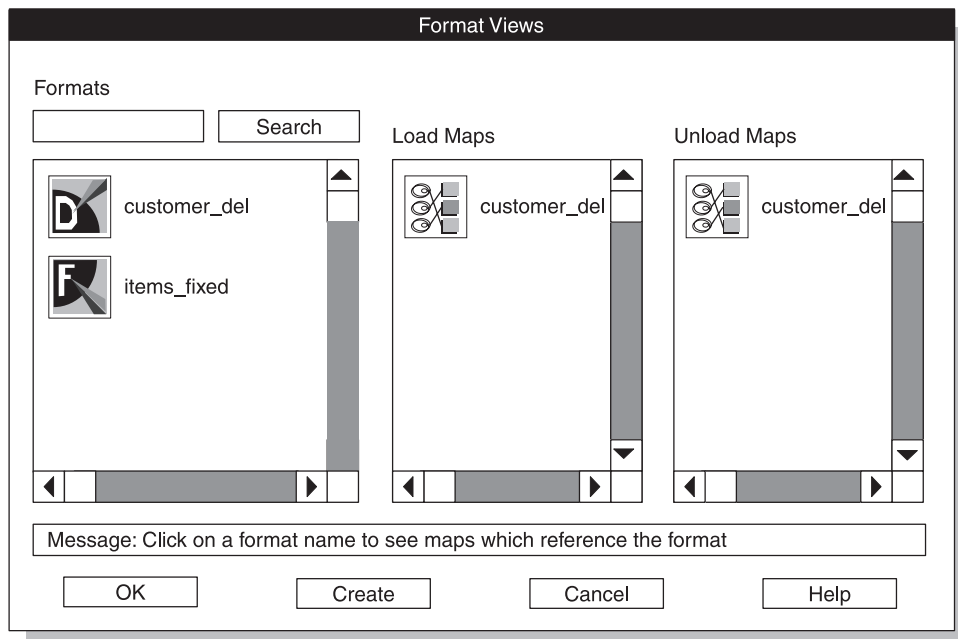 Format Views
Formats
Search
Load Maps
Unload Maps
D
customer_del
F
items_fixed
customer_del
customer_del
Message: Click on a format name to see maps which reference the format
OK
Create
Cancel
Help